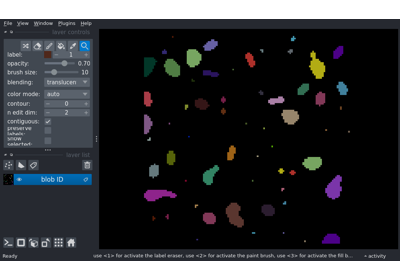 File View Window Plugins Help
layer controls
label: 1
opacity: 0.70
brush size: 10
blending: translucen
color mode: auto
contour: 0
n edit dim: 2
contiguous:
preserve labels:
show selected:
layer list
blob ID
Ready use <1> for activate the label eraser, use <2> for activate the paint brush, use <3> for activate the fill b... activity